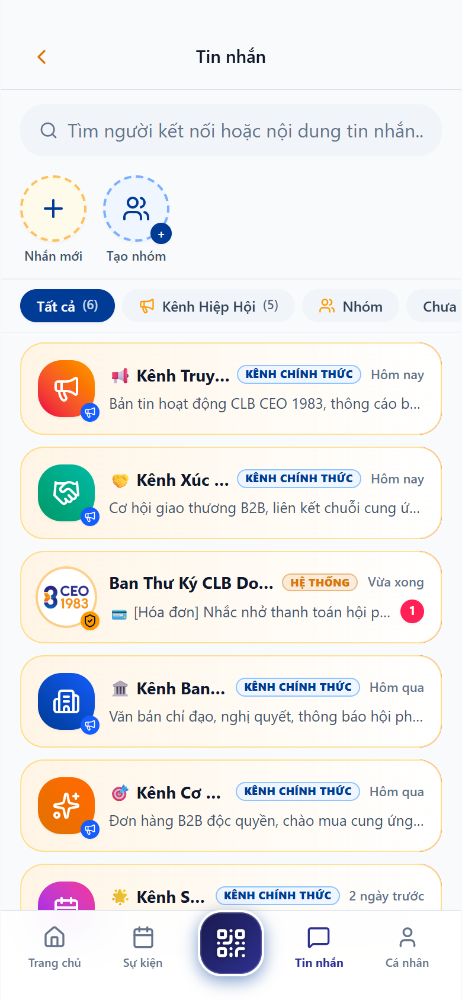 Tin nhắn
Tìm người kết nối hoặc nội dung tin nhắn..
+
Nhắn mới
Tạo nhóm
Tất cả (6)
Kênh Hiệp Hội (5)
Nhóm
Chưa
Kênh Truy... KÊNH CHÍNH THỨC Hôm nay
Bản tin hoạt động CLB CEO 1983, thông cáo b...
Kênh Xúc ... KÊNH CHÍNH THỨC Hôm nay
Cơ hội giao thương B2B, liên kết chuỗi cung ứ...
CEO
1983
Ban Thư Ký CLB Do... HỆ THỐNG Vừa xong
[Hóa đơn] Nhắc nhở thanh toán hội p... 1
Kênh Ban... KÊNH CHÍNH THỨC Hôm qua
Văn bản chỉ đạo, nghị quyết, thông báo hội ph...
Kênh Cơ ... KÊNH CHÍNH THỨC Hôm qua
Đơn hàng B2B độc quyền, chào mua cung ứng...
Kênh S... KÊNH CHÍNH THỨC 2 ngày trước
Trang chủ
Sự kiện
Tin nhắn
Cá nhân